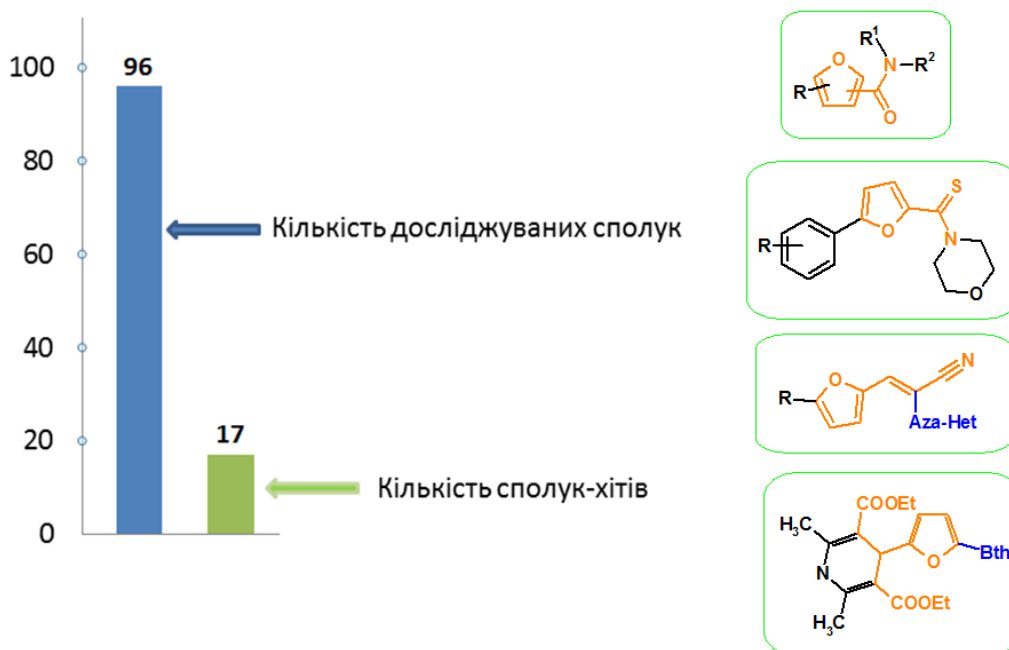 100
80
60
40
20
0
96
17
Кількість досліджуваних сполук
Кількість сполук-хітів
R1
O
N
R2
R
O
S
O
N
R
O
O
N
R
Aza-Het
COOEt
H3C
O
Bth
N
COOEt
H3C